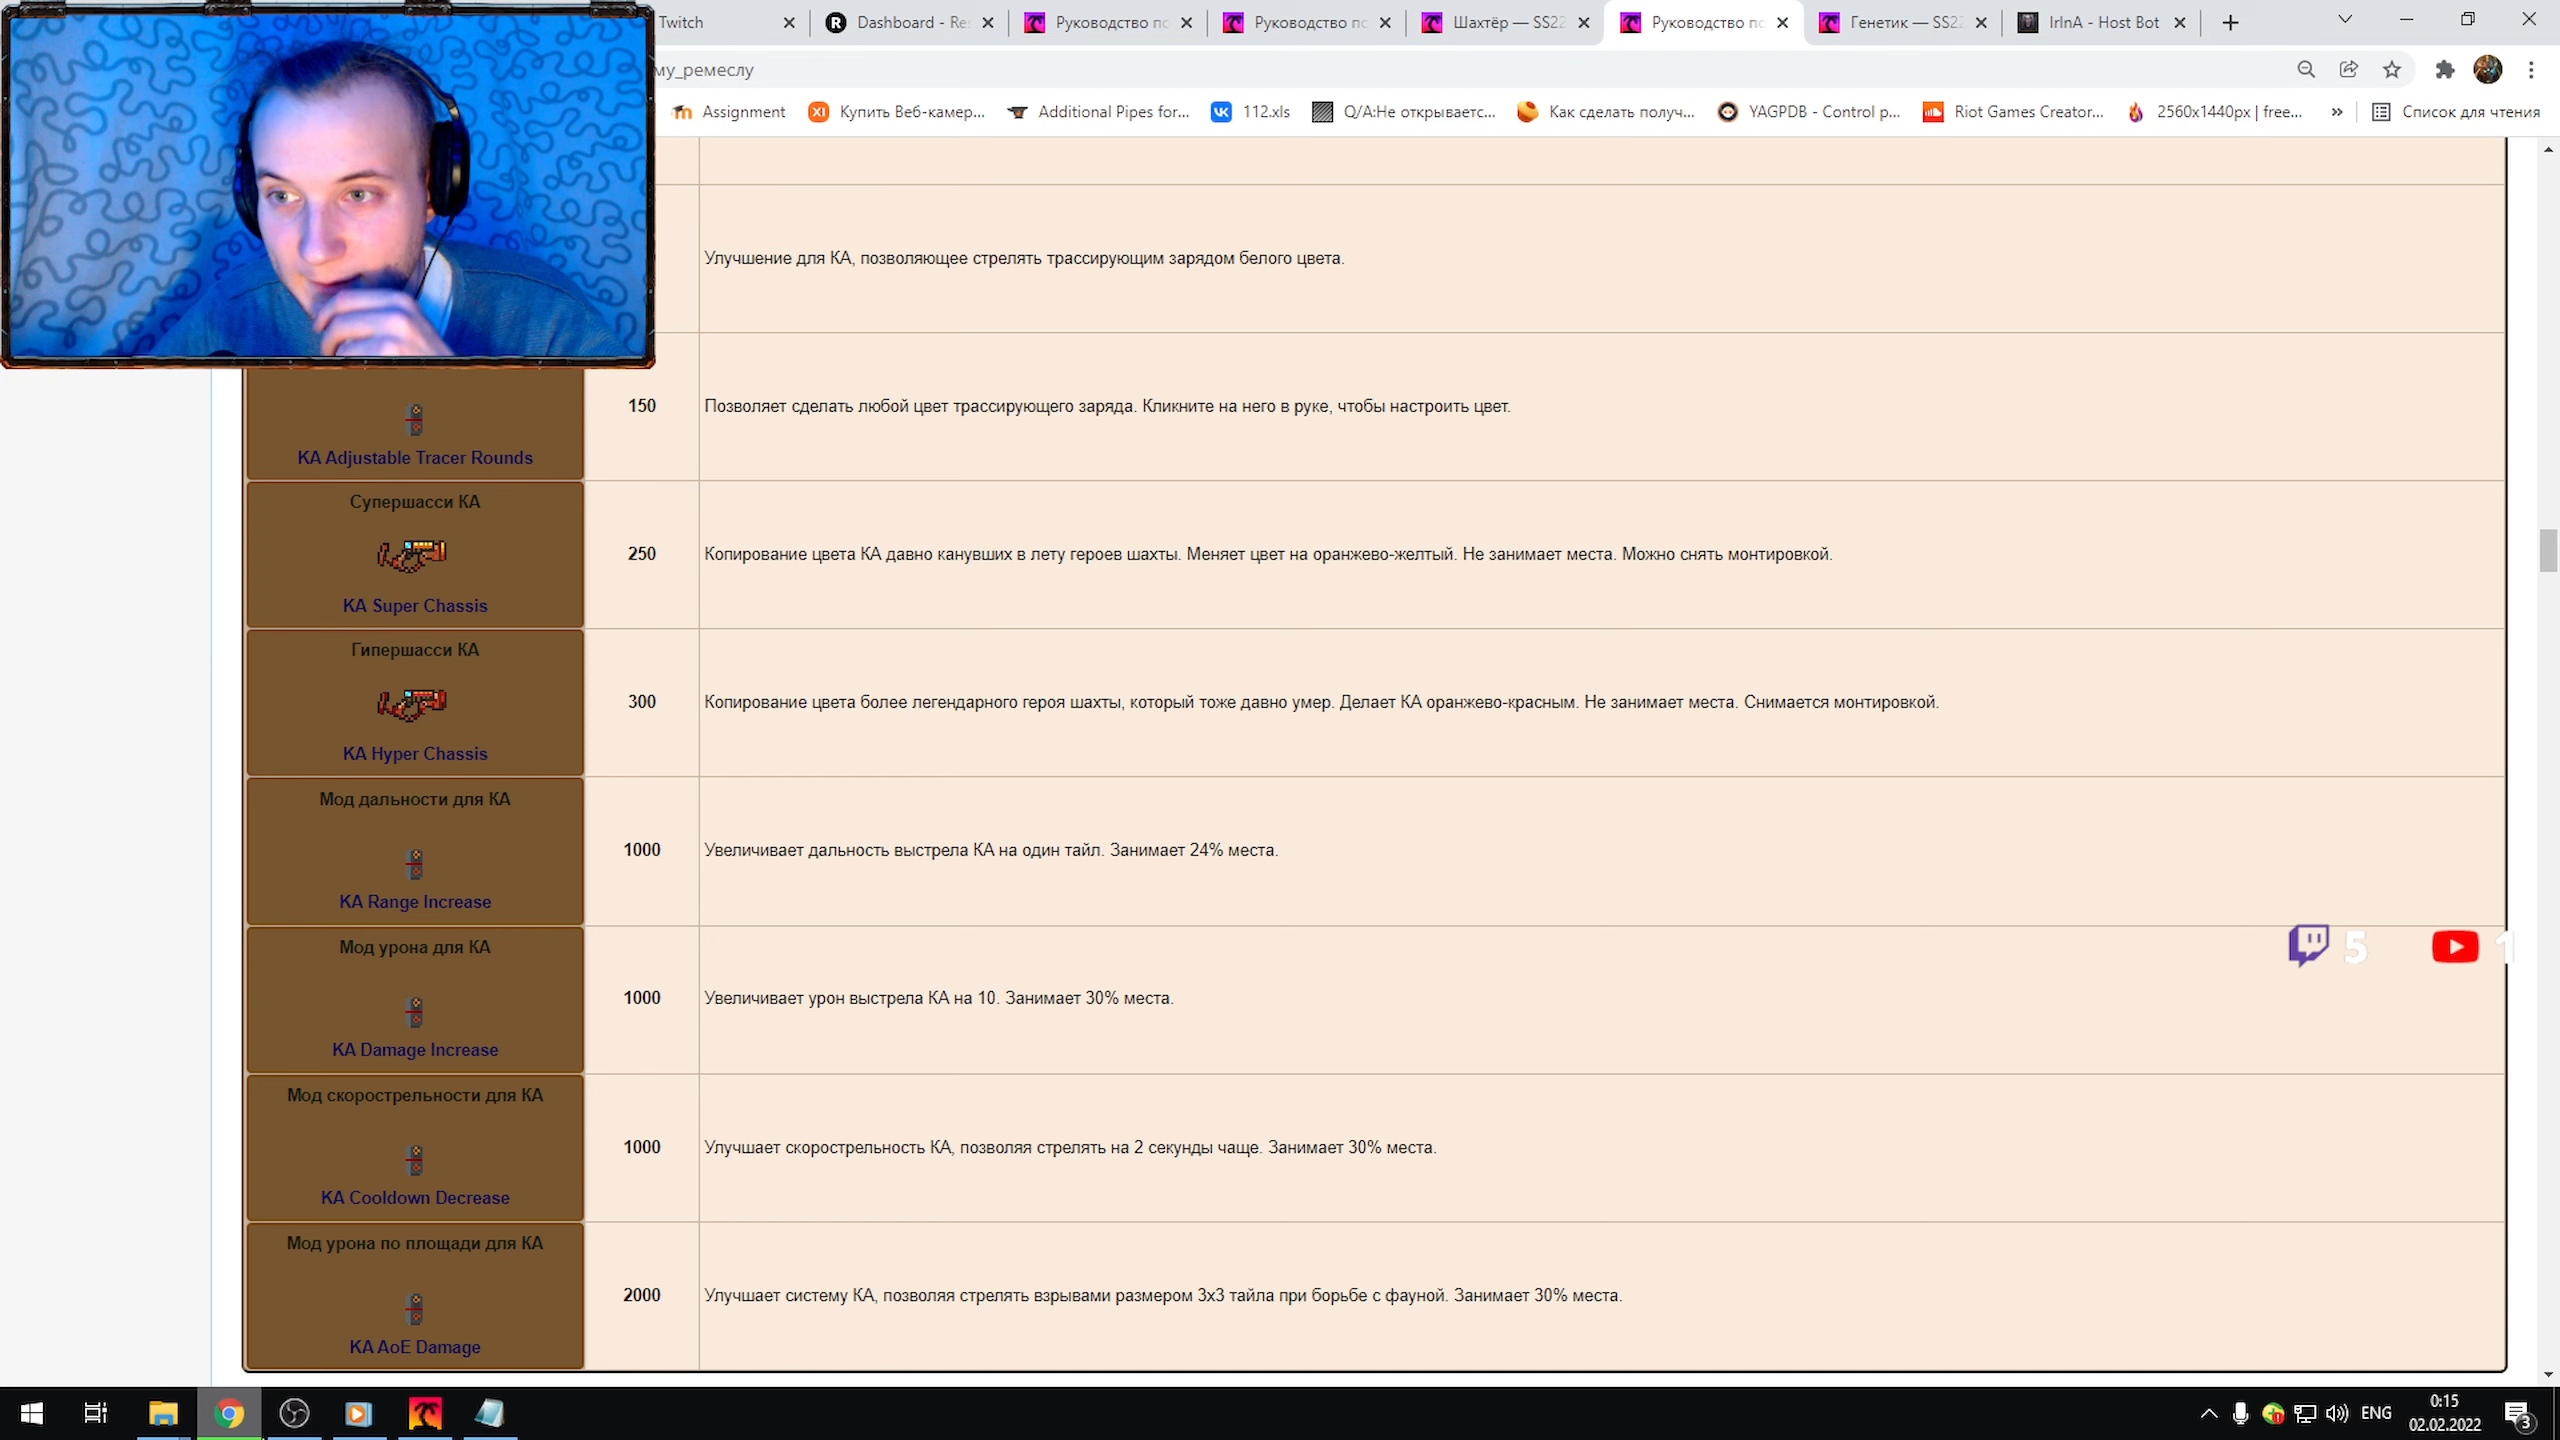 Twitch
Dashboard - Re
Руководство по
Руководство по
Шахтёр — SS22
Руководство по
Генетик — SS22
IrInA - Host Bot
му_ремеслу
Assignment
Купить Веб-камер...
Additional Pipes for...
112.xls
Q/A:Не открывается...
Как сделать получ...
YAGPDB - Control p...
Riot Games Creator...
2560x1440px | free...
»
Список для чтения
Улучшение для КА, позволяющее стрелять трассирующим зарядом белого цвета.
KA Adjustable Tracer Rounds
150
Позволяет сделать любой цвет трассирующего заряда. Кликните на него в руке, чтобы настроить цвет.
Супершасси КА
KA Super Chassis
250
Копирование цвета КА давно канувших в лету героев шахты. Меняет цвет на оранжево-желтый. Не занимает места. Можно снять монтировкой.
Гипершасси КА
KA Hyper Chassis
300
Копирование цвета более легендарного героя шахты, который тоже давно умер. Делает КА оранжево-красным. Не занимает места. Снимается монтировкой.
Мод дальности для КА
KA Range Increase
1000
Увеличивает дальность выстрела КА на один тайл. Занимает 24% места.
Мод урона для КА
KA Damage Increase
1000
Увеличивает урон выстрела КА на 10. Занимает 30% места.
5
1
Мод скорострельности для КА
KA Cooldown Decrease
1000
Улучшает скорострельность КА, позволяя стрелять на 2 секунды чаще. Занимает 30% места.
Мод урона по площади для КА
KA AoE Damage
2000
Улучшает систему КА, позволяя стрелять взрывами размером 3х3 тайла при борьбе с фауной. Занимает 30% места.
ENG
0:15
02.02.2022
3